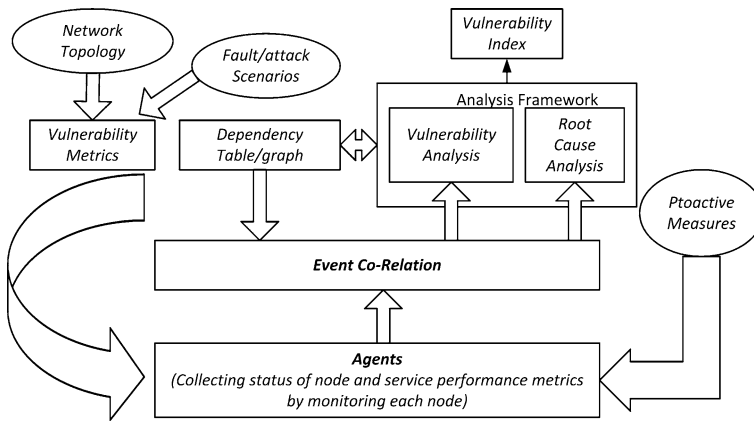 Network
Topology
Fault/attack
Scenarios
Vulnerability
Index
Vulnerability
Metrics
Dependency
Table/graph
Analysis Framework
Vulnerability
Analysis
Root
Cause
Analysis
Ptoactive
Measures
Event Co-Relation
Agents
(Collecting status of node and service performance metrics
by monitoring each node)